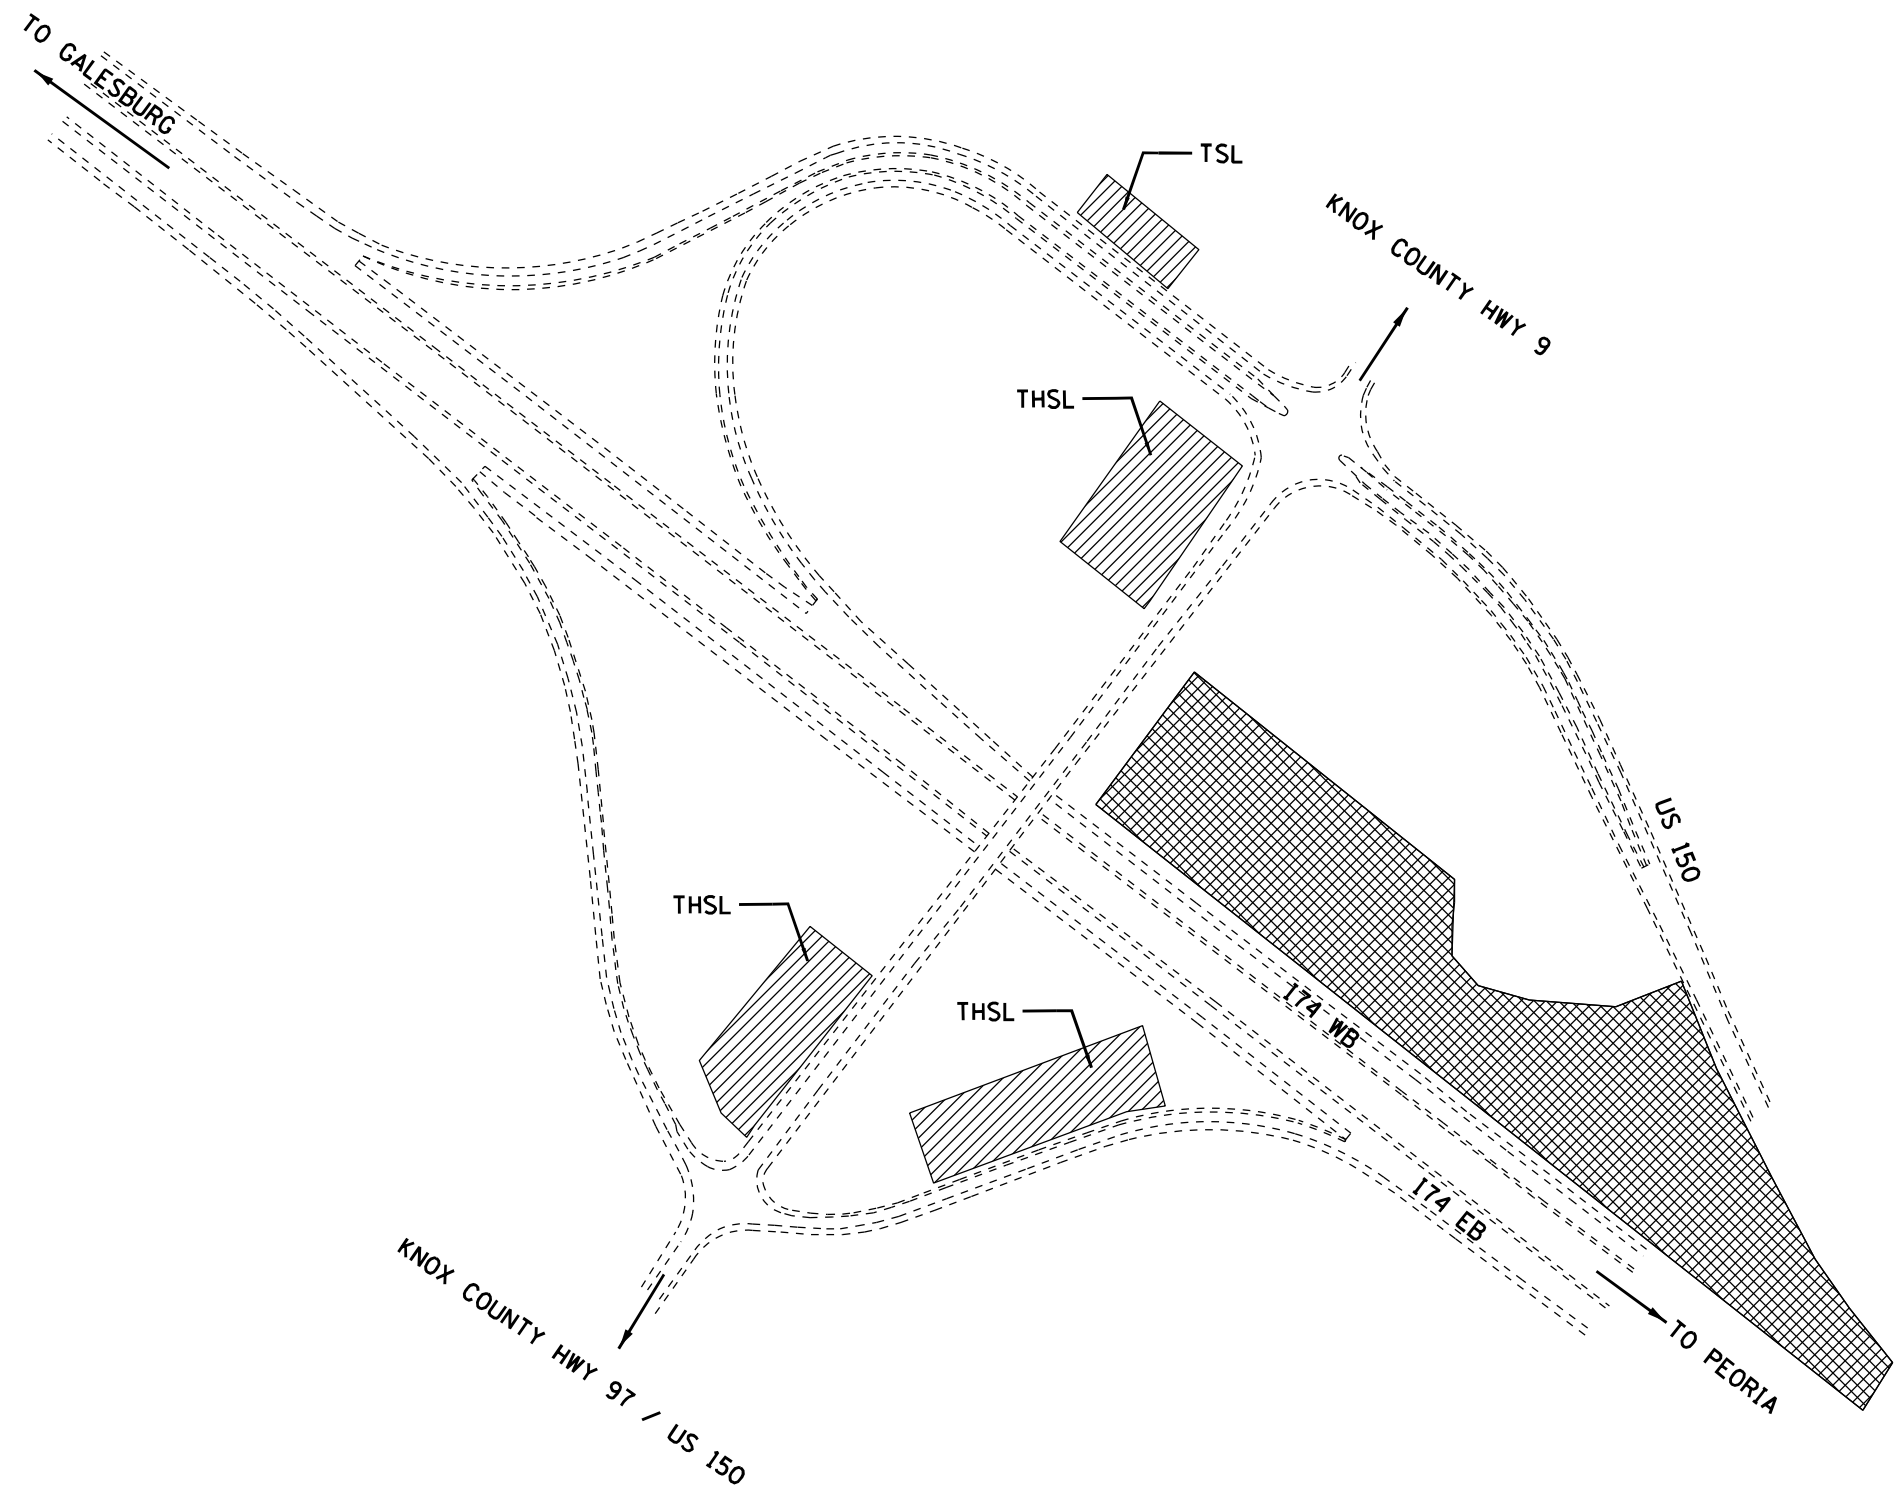 TO GALESBURG
TSL
KNOX COUNTY HWY 9
THSL
US 150
THSL
THSL
I74 WB
I74 EB
KNOX COUNTY HWY 97 / US 150
TO PEORIA